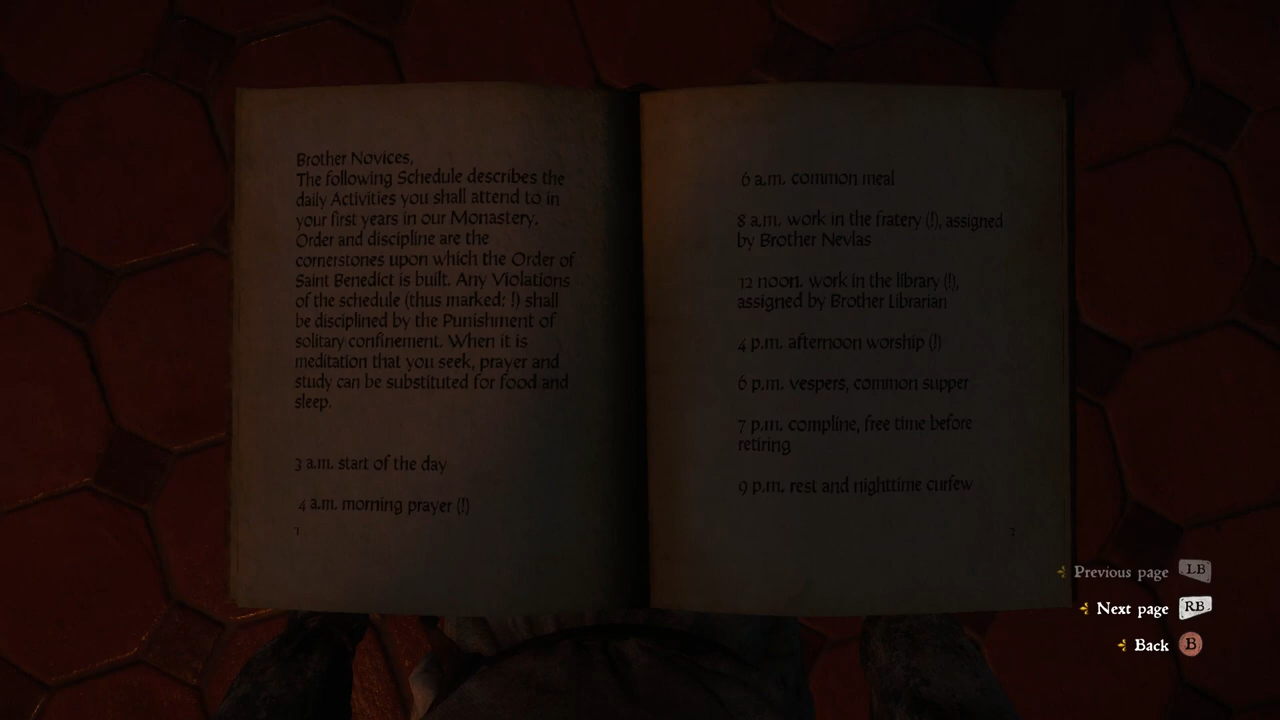 Brother Novices,
The following Schedule describes the
daily Activities you shall attend to in
your first years in our Monastery.
Order and discipline are the
cornerstones upon which the Order of
Saint Benedict is built. Any Violations
of the schedule (thus marked: !) shall
be disciplined by the Punishment of
solitary confinement. When it is
meditation that you seek, prayer and
study can be substituted for food and
sleep.
3 a.m. start of the day
4 a.m. morning prayer (!)
1
6 a.m. common meal
8 a.m. work in the fratery (!), assigned
by Brother Nevlas
12 noon. work in the library (!),
assigned by Brother Librarian
4 p.m. afternoon worship (!)
6 p.m. vespers, common supper
7 p.m. compline, free time before
retiring
9 p.m. rest and nighttime curfew
2
Previous page LB
Next page RB
Back B